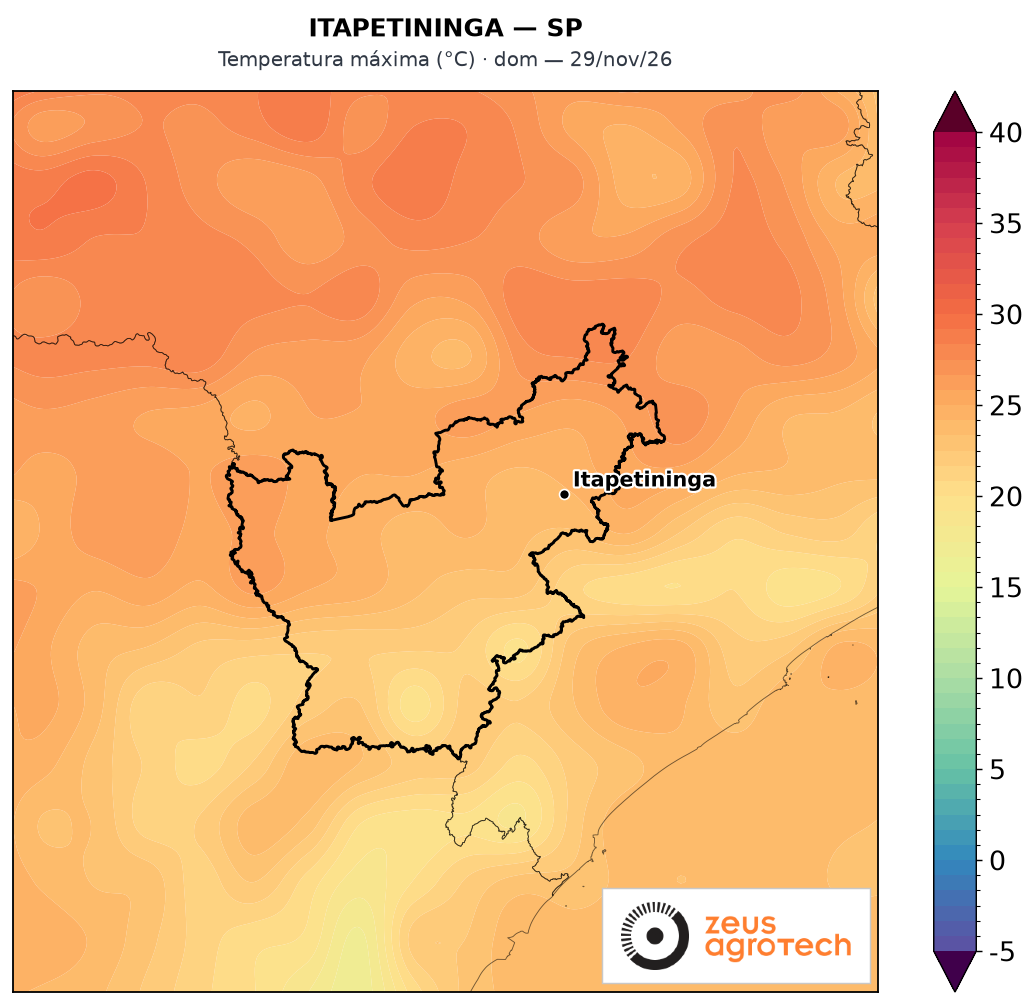 ITAPETININGA — SP
Temperatura máxima (°C) · dom — 29/nov/26
40
35
30
25
20
15
10
5
0
-5
Itapetininga
zeus
agrotech